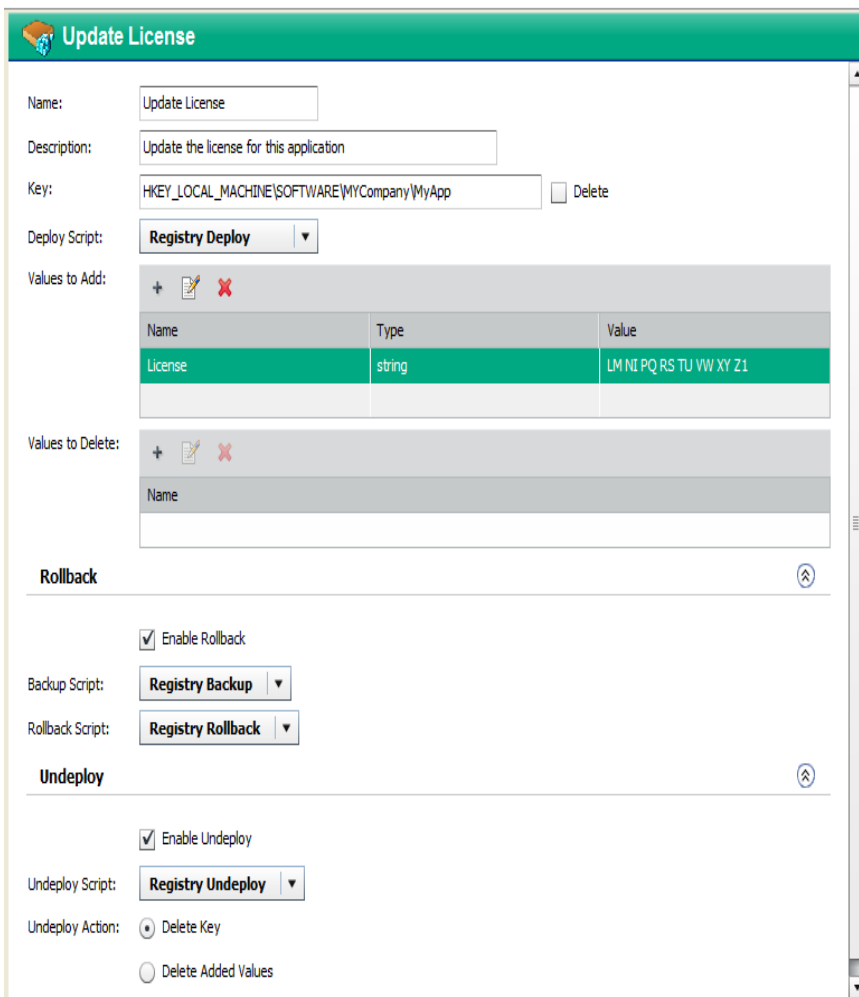 Update License
Name: Update License
Description: Update the license for this application
Key: HKEY_LOCAL_MACHINE\SOFTWARE\MYCompany\MyApp Delete
Deploy Script: Registry Deploy
Values to Add:
Name Type Value
License string LM NI PQ RS TU VW XY Z1
Values to Delete:
Name
Rollback
Enable Rollback
Backup Script: Registry Backup
Rollback Script: Registry Rollback
Undeploy
Enable Undeploy
Undeploy Script: Registry Undeploy
Undeploy Action: Delete Key
Delete Added Values